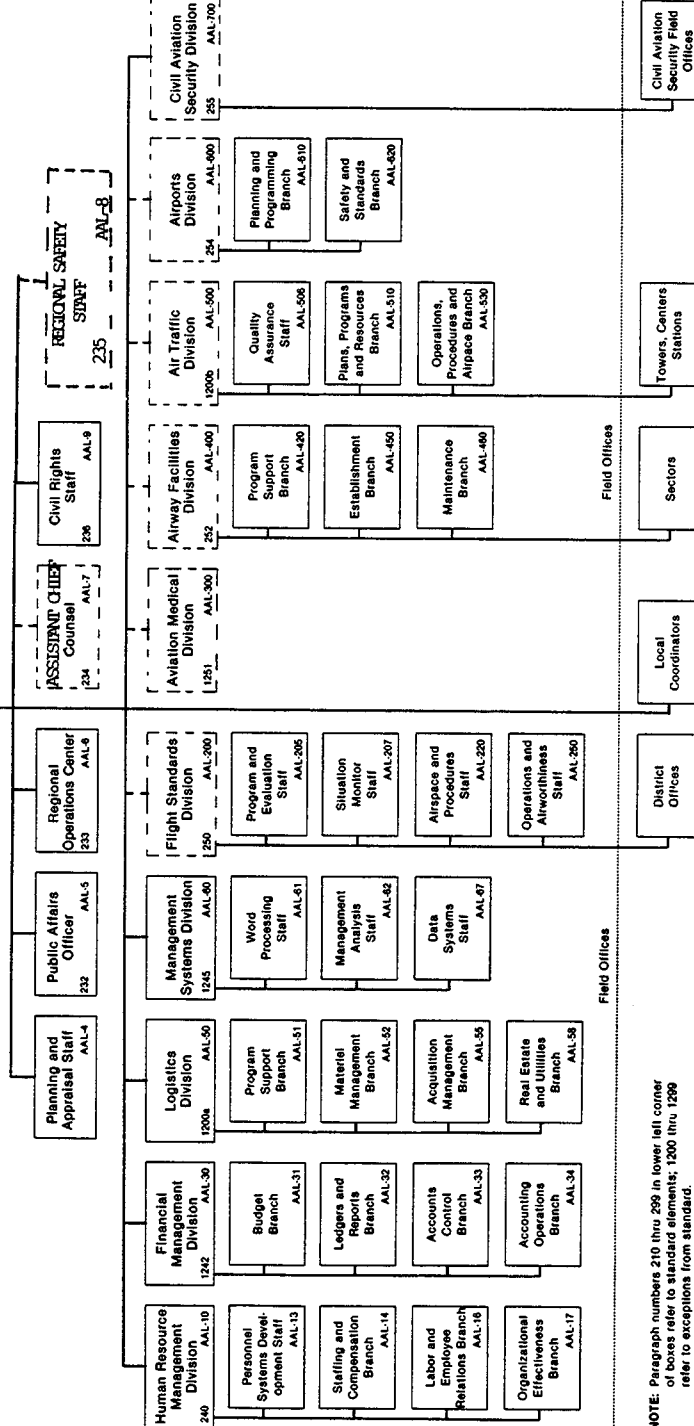 Planning and
Appraisal Staff
AAL-4
Public Affairs
Officer
232 AAL-5
Regional
Operations Center
233 AAL-6
ASSISTANT CHIEF
Counsel
234 AAL-7
Civil Rights
Staff
236 AAL-9
REGIONAL SAFETY
STAFF
235 AAL-8
Human Resource
Management
Division
240 AAL-10
Personnel
Systems Devel-
opment Staff
AAL-13
Staffing and
Compensation
Branch
AAL-14
Labor and
Employee
Relations Branch
AAL-16
Organizational
Effectiveness
Branch
AAL-17
Financial
Management
Division
1242 AAL-30
Budget
Branch
AAL-31
Ledgers and
Reports
Branch
AAL-32
Accounts
Control
Branch
AAL-33
Accounting
Operations
Branch
AAL-34
Logistics
Division
1200a AAL-50
Program
Support
Branch
AAL-51
Materiel
Management
Branch
AAL-52
Acquisition
Management
Branch
AAL-55
Real Estate
and Utilities
Branch
AAL-58
Management
Systems Division
1245 AAL-60
Word
Processing
Staff
AAL-61
Management
Analysis
Staff
AAL-62
Data
Systems
Staff
AAL-67
Flight Standards
Division
250 AAL-200
Program and
Evaluation
Staff
AAL-205
Situation
Monitor
Staff
AAL-207
Airspace and
Procedures
Staff
AAL-220
Operations and
Airworthiness
Staff
AAL-260
Aviation Medical
Division
1251 AAL-300
Airway Facilities
Division
252 AAL-400
Program
Support
Branch
AAL-420
Establishment
Branch
AAL-450
Maintenance
Branch
AAL-460
Air Traffic
Division
1200b AAL-500
Quality
Assurance
Staff
AAL-506
Plans, Programs
and Resources
Branch
AAL-510
Operations,
Procedures and
Airpace Branch
AAL-530
Airports
Division
254 AAL-600
Planning and
Programming
Branch
AAL-610
Safety and
Standards
Branch
AAL-620
Civil Aviation
Security Division
255 AAL-700
Field Offices
Field Offices
District
Offices
Local
Coordinators
Sectors
Towers, Centers
Stations
Civil Aviation
Security Field
Offices
NOTE: Paragraph numbers 210 thru 299 in lower left corner
of boxes refer to standard elements; 1200 thru 1299
refer to exceptions from standard.